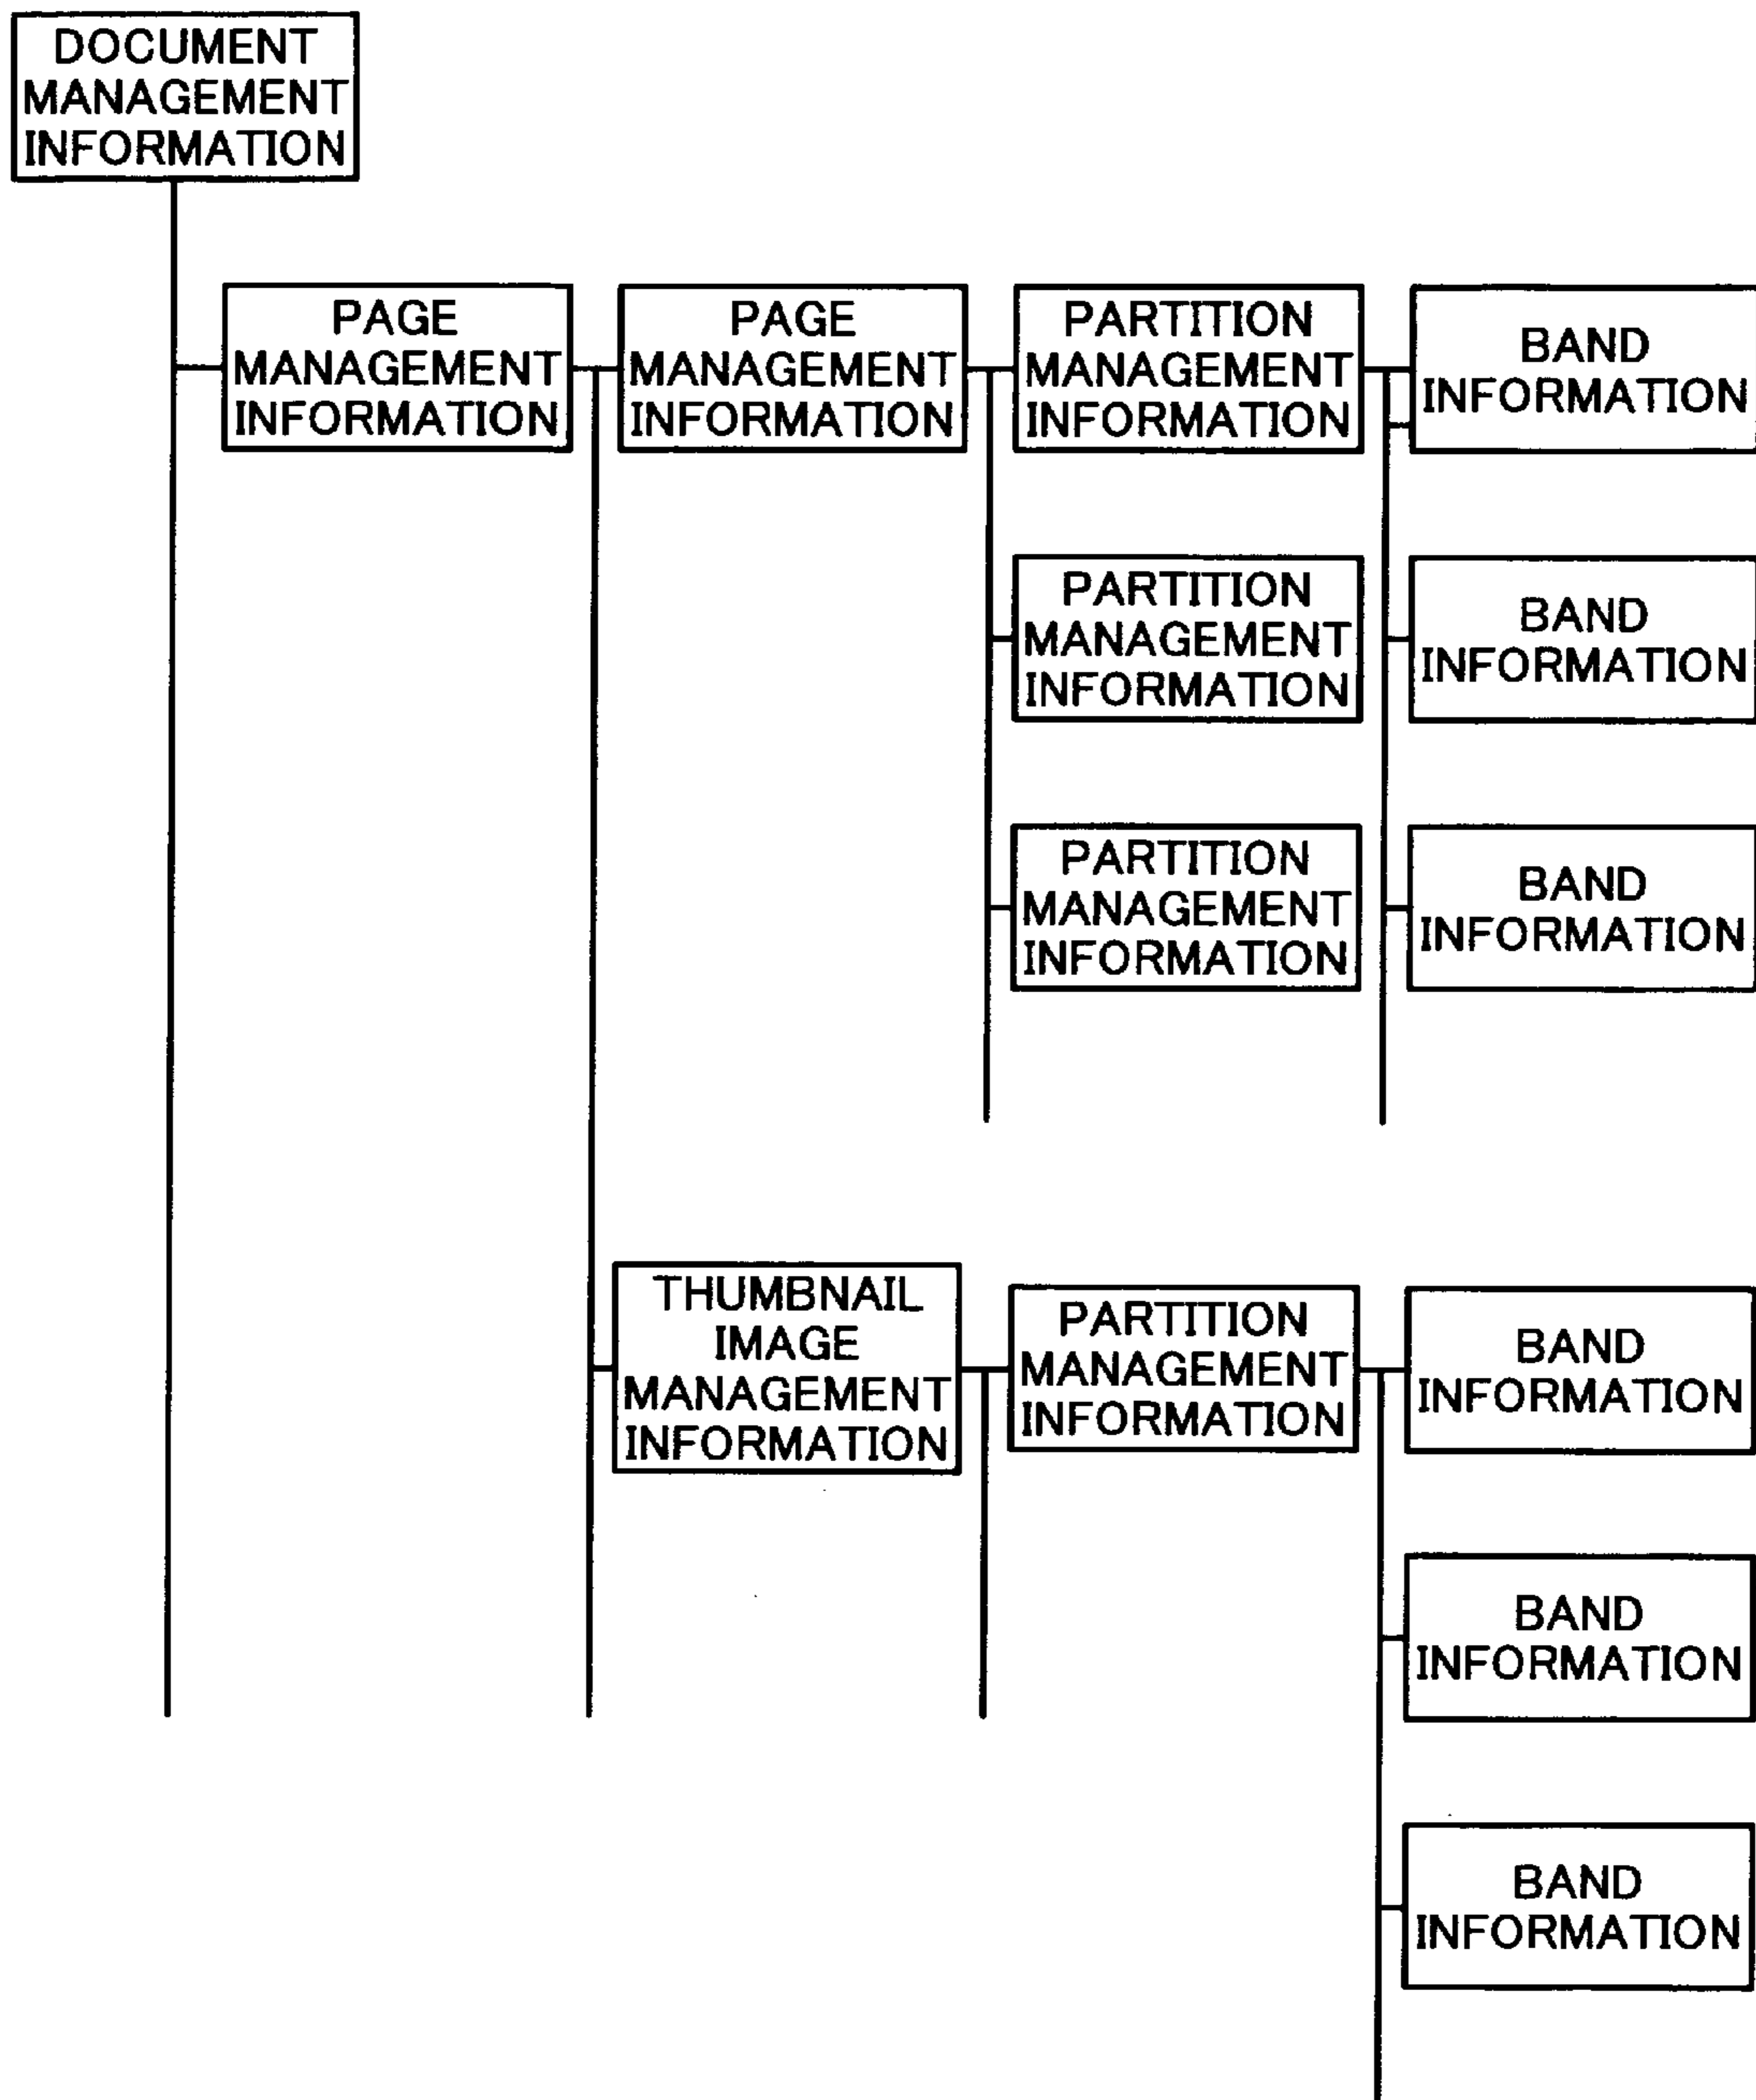 DOCUMENT
MANAGEMENT
INFORMATION
PAGE
MANAGEMENT
INFORMATION
PAGE
MANAGEMENT
INFORMATION
PARTITION
MANAGEMENT
INFORMATION
BAND
INFORMATION
PARTITION
MANAGEMENT
INFORMATION
BAND
INFORMATION
PARTITION
MANAGEMENT
INFORMATION
BAND
INFORMATION
THUMBNAIL
IMAGE
MANAGEMENT
INFORMATION
PARTITION
MANAGEMENT
INFORMATION
BAND
INFORMATION
BAND
INFORMATION
BAND
INFORMATION